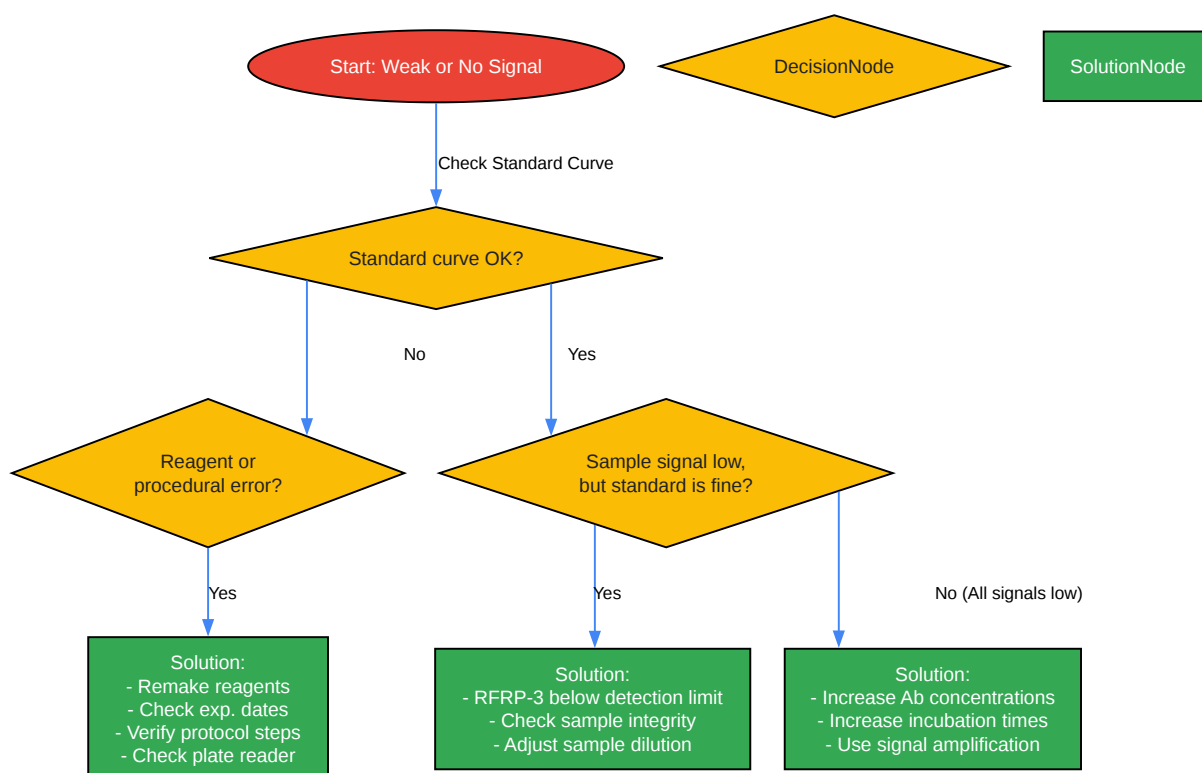 Start: Weak or No Signal
DecisionNode
SolutionNode
Check Standard Curve
Standard curve OK?
No
Yes
Reagent or
procedural error?
Sample signal low,
but standard is fine?
Yes
Yes
No (All signals low)
Solution:
- Remake reagents
- Check exp. dates
- Verify protocol steps
- Check plate reader
Solution:
- RFRP-3 below detection limit
- Check sample integrity
- Adjust sample dilution
Solution:
- Increase Ab concentrations
- Increase incubation times
- Use signal amplification